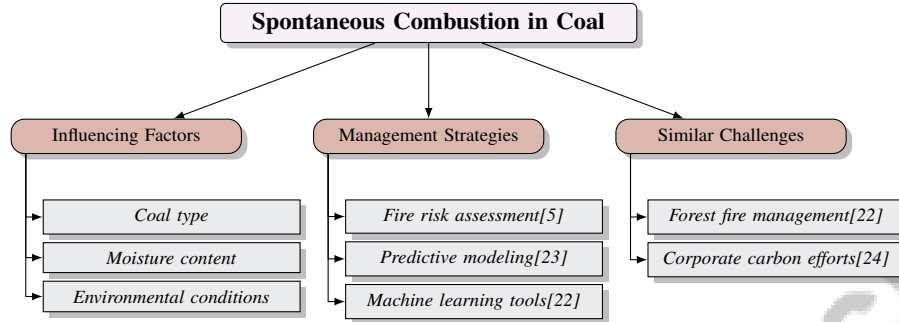 Spontaneous Combustion in Coal
Influencing Factors
Management Strategies
Similar Challenges
Coal type
Moisture content
Environmental conditions
Fire risk assessment[5]
Predictive modeling[23]
Machine learning tools[22]
Forest fire management[22]
Corporate carbon efforts[24]